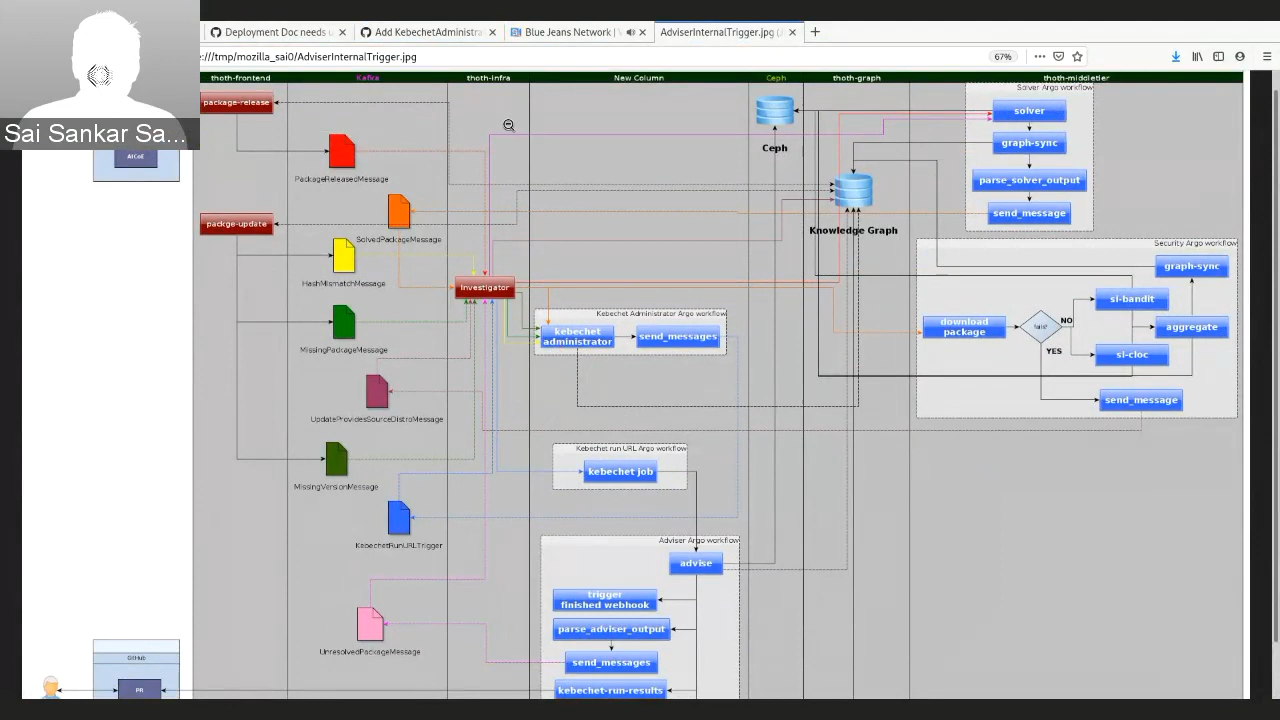 Deployment Doc needs u
Add KebechetAdministra
Blue Jeans Network |
AdviserInternalTrigger.jpg (J
:///tmp/mozilla_sai0/AdviserInternalTrigger.jpg
67%
Sai Sankar Sa...
thoth-frontend
Kafka
thoth-infra
New Column
Ceph
thoth-graph
thoth-middletier
package-release
PackageReleasedMessage
SolvedPackageMessage
packge-update
HashMismatchMessage
MissingPackageMessage
UpdateProvidesSourceDistroMessage
MissingVersionMessage
KebechetRunURLTrigger
UnresolvedPackageMessage
Investigator
Kebechet Administrator Argo workflow
kebechet
administrator
send_messages
Kebechet run URL Argo workflow
kebechet job
Adviser Argo workflow
advise
trigger
finished webhook
parse_adviser_output
send_messages
kebechet-run-results
Ceph
Knowledge Graph
Solver Argo workflow
solver
graph-sync
parse_solver_output
send_message
Security Argo workflow
graph-sync
download
package
fails?
NO
YES
si-bandit
si-cloc
aggregate
send_message
AICoE
GitHub
PR